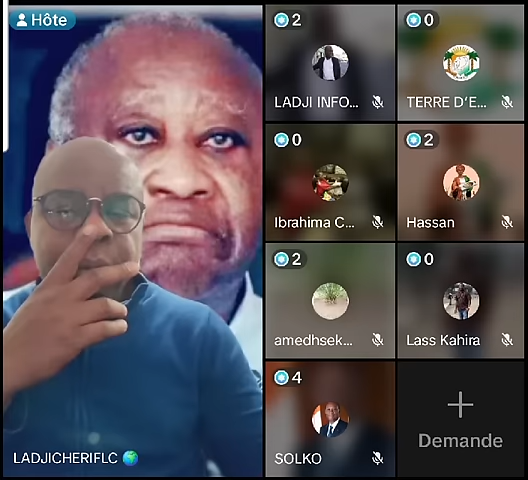 Hôte
LADJICHERIFLC
2
LADJI INFO...
0
TERRE D'E...
0
Ibrahima C...
2
Hassan
2
amedhsek...
0
Lass Kahira
4
SOLKO
+
Demande